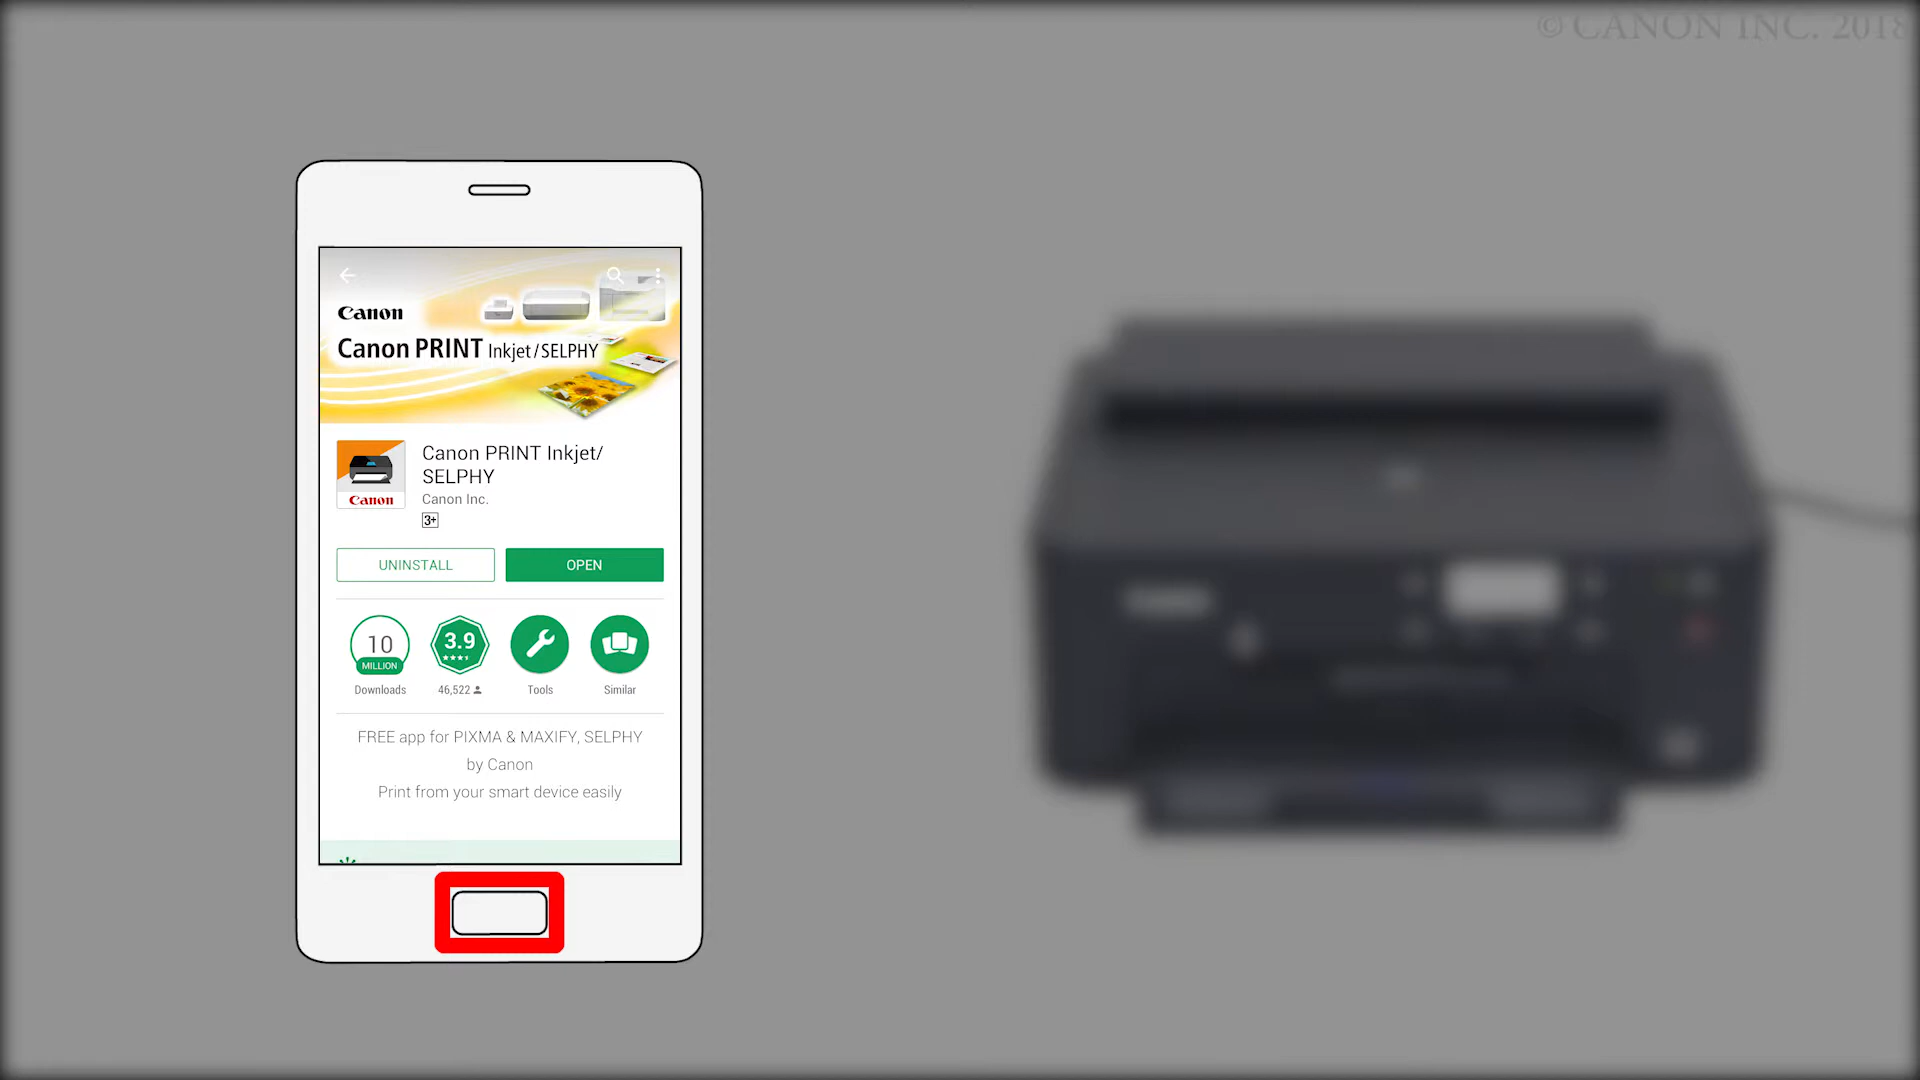 © CANON INC. 2018
Canon
Canon PRINT Inkjet/SELPHY
Canon PRINT Inkjet/
SELPHY
Canon
Canon Inc.
3+
UNINSTALL
OPEN
10
MILLION
3.9
Downloads
46,522
Tools
Similar
FREE app for PIXMA & MAXIFY, SELPHY
by Canon
Print from your smart device easily